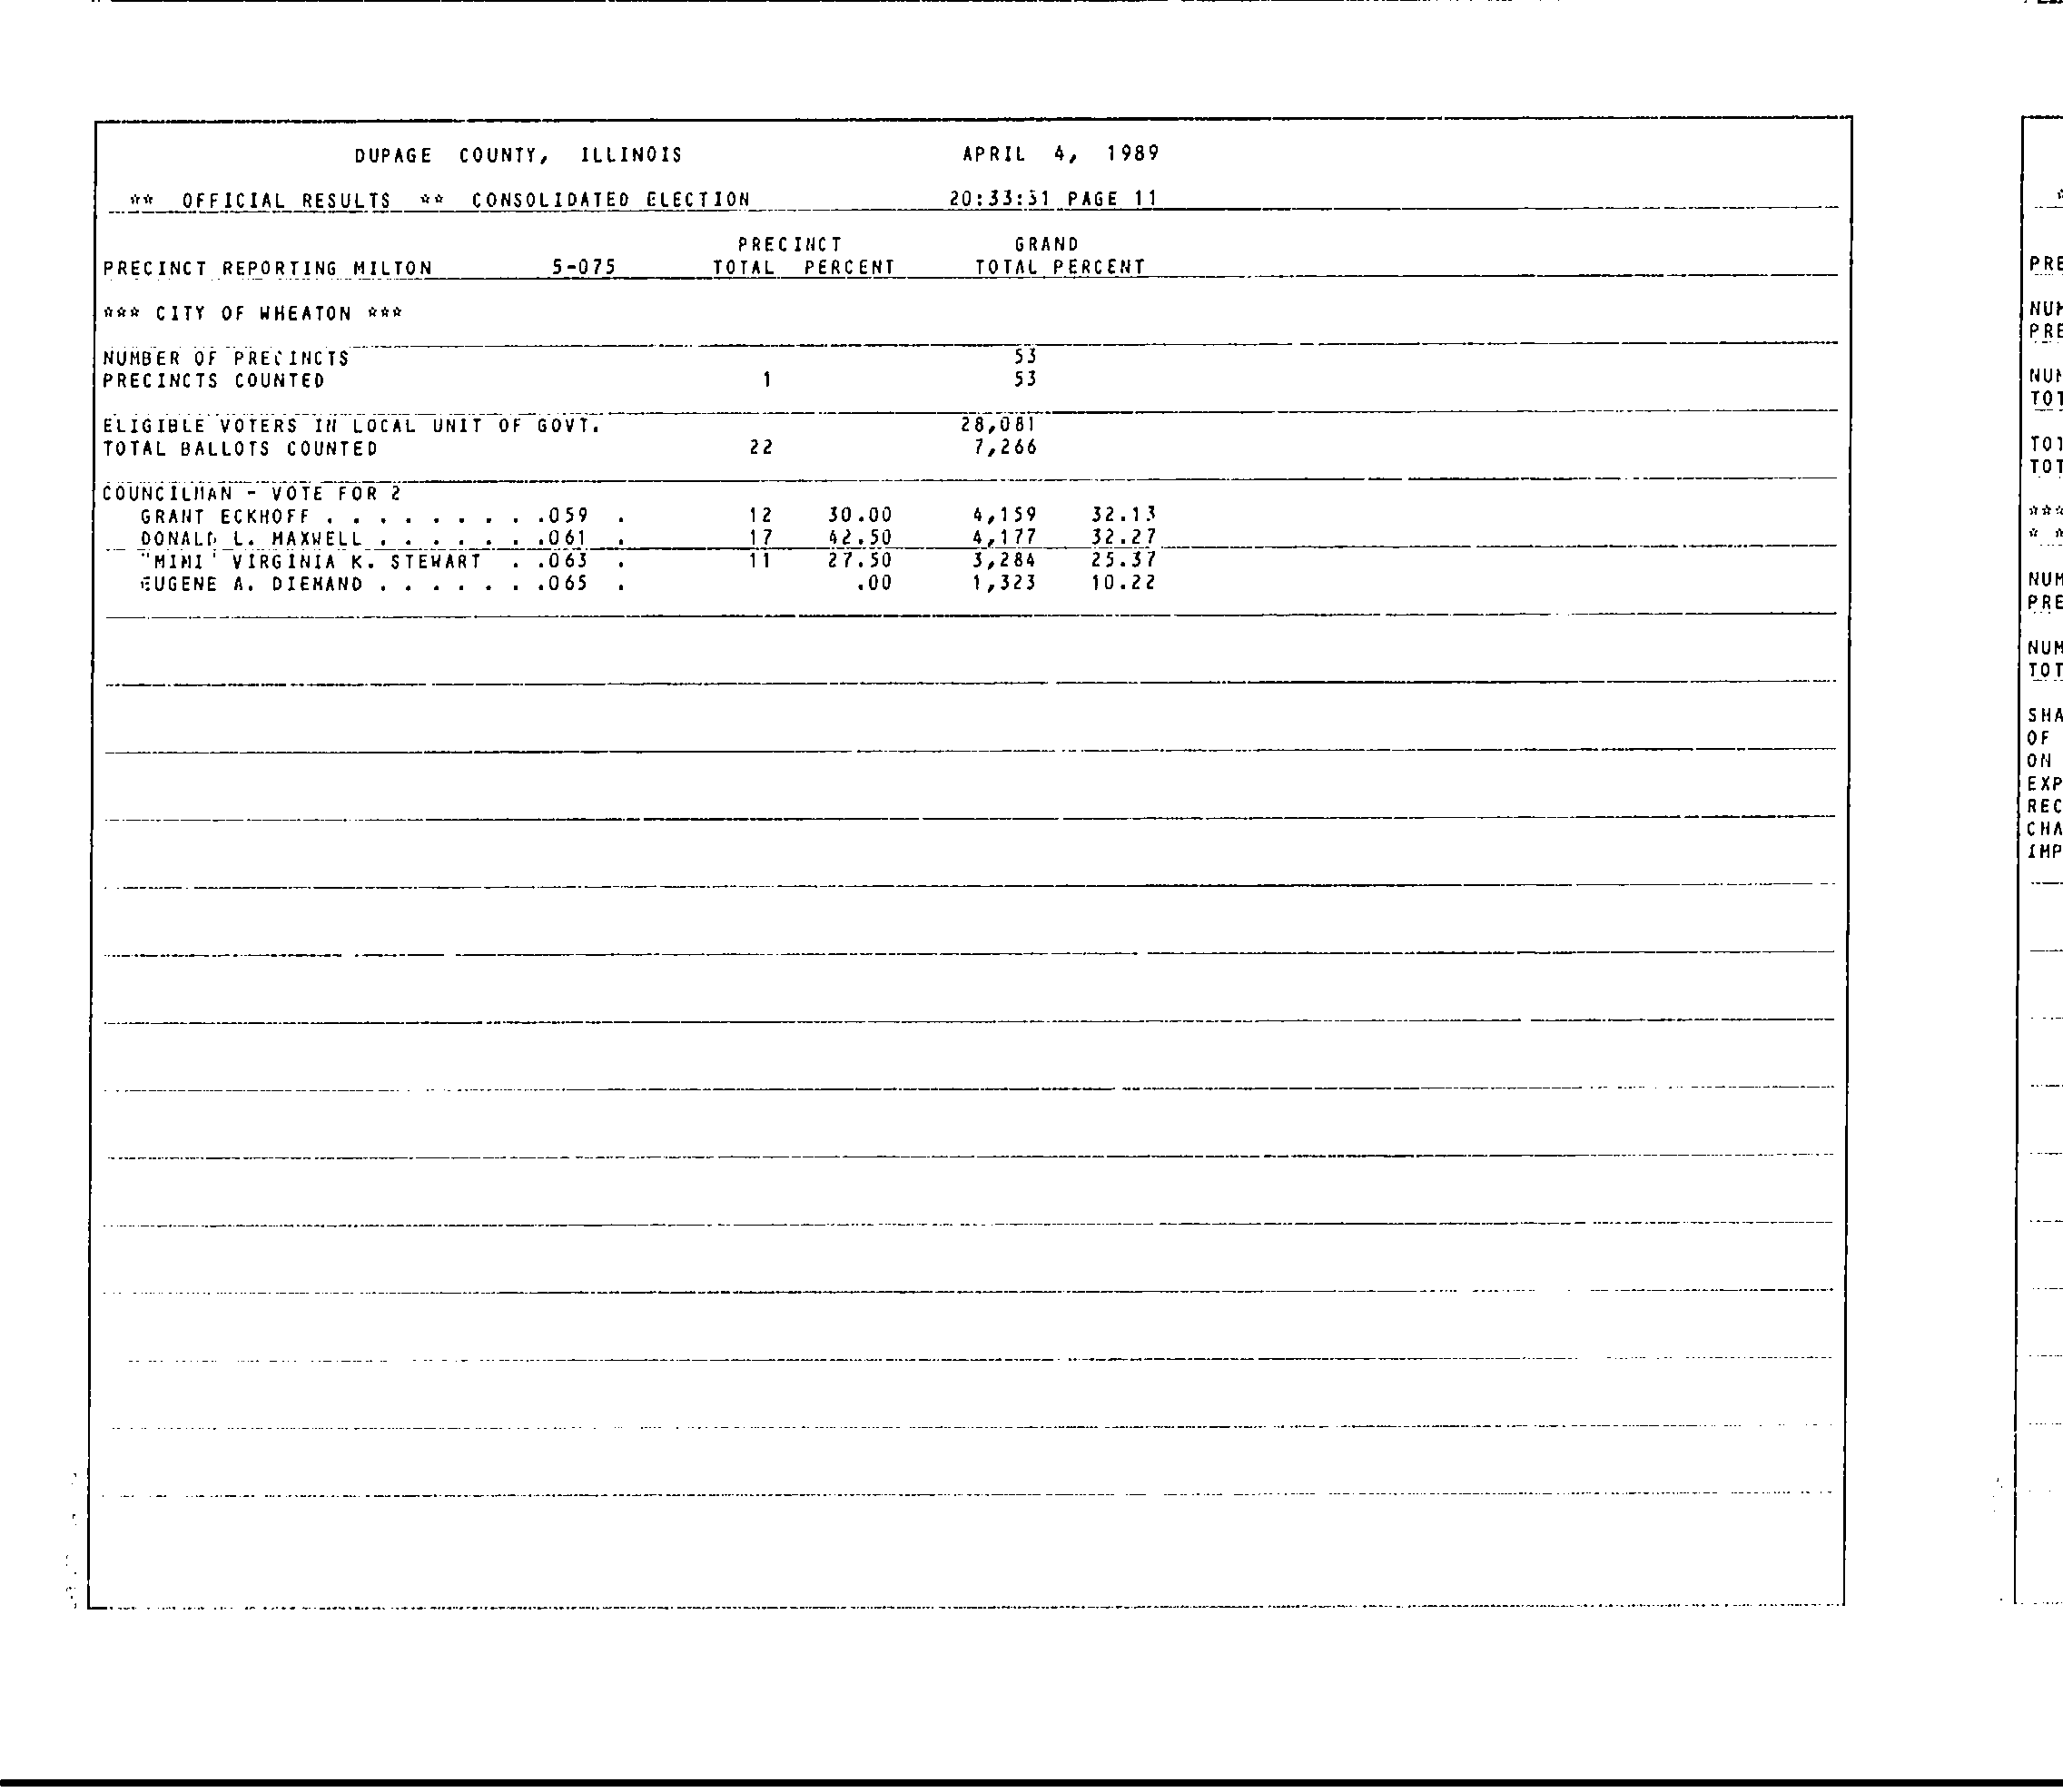 DUPAGE COUNTY, ILLINOIS APRIL 4, 1989
** OFFICIAL RESULTS ** CONSOLIDATED ELECTION 20:33:51 PAGE 11
PRECINCT GRAND
PRECINCT REPORTING MILTON 5-075 TOTAL PERCENT TOTAL PERCENT
*** CITY OF WHEATON ***
NUMBER OF PRECINCTS 53
PRECINCTS COUNTED 1 53
ELIGIBLE VOTERS IN LOCAL UNIT OF GOVT. 28,081
TOTAL BALLOTS COUNTED 22 7,266
COUNCILMAN - VOTE FOR 2
GRANT ECKHOFF . . . . . . . . .059 . 12 30.00 4,159 32.13
DONALD L. MAXWELL . . . . . . .061 . 17 42.50 4,177 32.27
"MIMI" VIRGINIA K. STEWART . .063 . 11 27.50 3,284 25.37
EUGENE A. DIEMAND . . . . . . .065 . .00 1,323 10.22
PRE
NUM
PRE
NUM
TOT
TOT
TOT
***
* *
NUM
PRE
NUM
TOT
SHA
OF
ON
EXP
REC
CHA
IMP